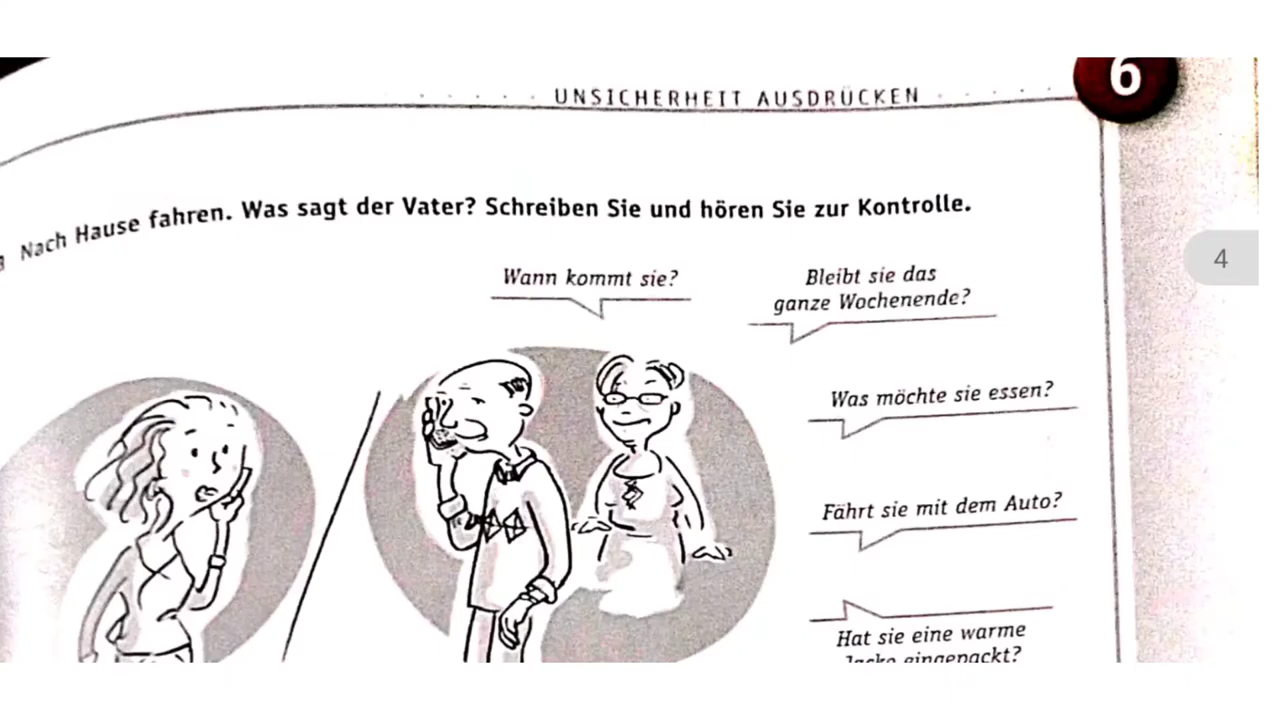 UNSICHERHEIT AUSDRÜCKEN
6
Nach Hause fahren. Was sagt der Vater? Schreiben Sie und hören Sie zur Kontrolle.
Wann kommt sie?
Bleibt sie das
ganze Wochenende?
4
Was möchte sie essen?
Fährt sie mit dem Auto?
Hat sie eine warme
Jacke eingepackt?